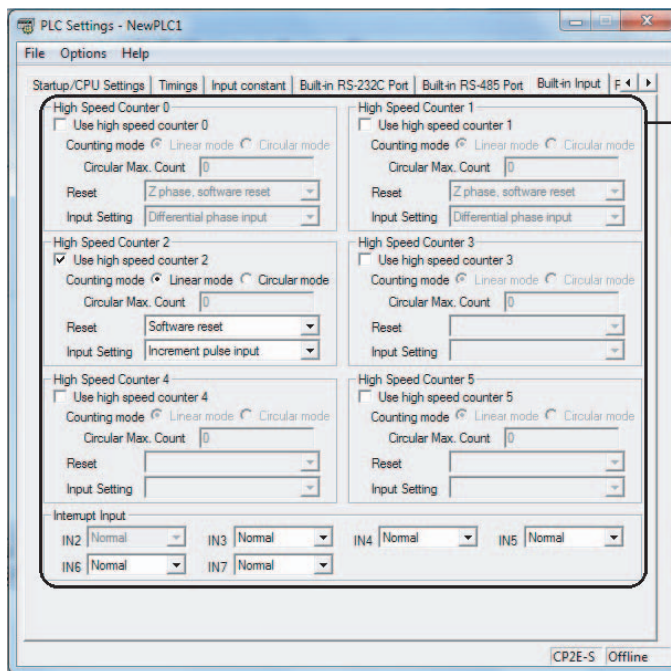 PLC Settings - NewPLC1
File Options Help
Startup/CPU Settings Timings Input constant Built-in RS-232C Port Built-in RS-485 Port Built-in Input
High Speed Counter 0
Use high speed counter 0
Counting mode Linear mode Circular mode
Circular Max. Count 0
Reset Z phase, software reset
Input Setting Differential phase input
High Speed Counter 1
Use high speed counter 1
Counting mode Linear mode Circular mode
Circular Max. Count 0
Reset Z phase, software reset
Input Setting Differential phase input
High Speed Counter 2
Use high speed counter 2
Counting mode Linear mode Circular mode
Circular Max. Count 0
Reset Software reset
Input Setting Increment pulse input
High Speed Counter 3
Use high speed counter 3
Counting mode Linear mode Circular mode
Circular Max. Count 0
Reset
Input Setting
High Speed Counter 4
Use high speed counter 4
Counting mode Linear mode Circular mode
Circular Max. Count 0
Reset
Input Setting
High Speed Counter 5
Use high speed counter 5
Counting mode Linear mode Circular mode
Circular Max. Count 0
Reset
Input Setting
Interrupt Input
IN2 Normal IN3 Normal IN4 Normal IN5 Normal
IN6 Normal IN7 Normal
CP2E-S Offline